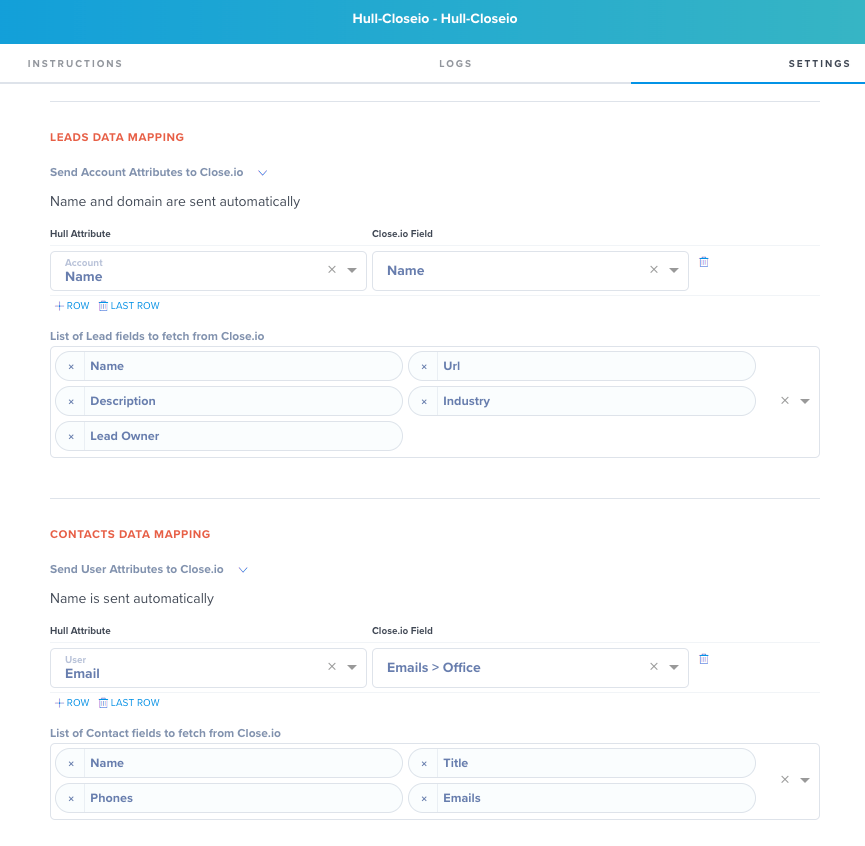 Hull-Closeio - Hull-Closeio
INSTRUCTIONS LOGS SETTINGS
LEADS DATA MAPPING
Send Account Attributes to Close.io
Name and domain are sent automatically
Hull Attribute Close.io Field
Account
Name Name
ROW LAST ROW
List of Lead fields to fetch from Close.io
× Name × Url
× Description × Industry
× Lead Owner
CONTACTS DATA MAPPING
Send User Attributes to Close.io
Name is sent automatically
Hull Attribute Close.io Field
User
Email Emails > Office
ROW LAST ROW
List of Contact fields to fetch from Close.io
× Name × Title
× Phones × Emails